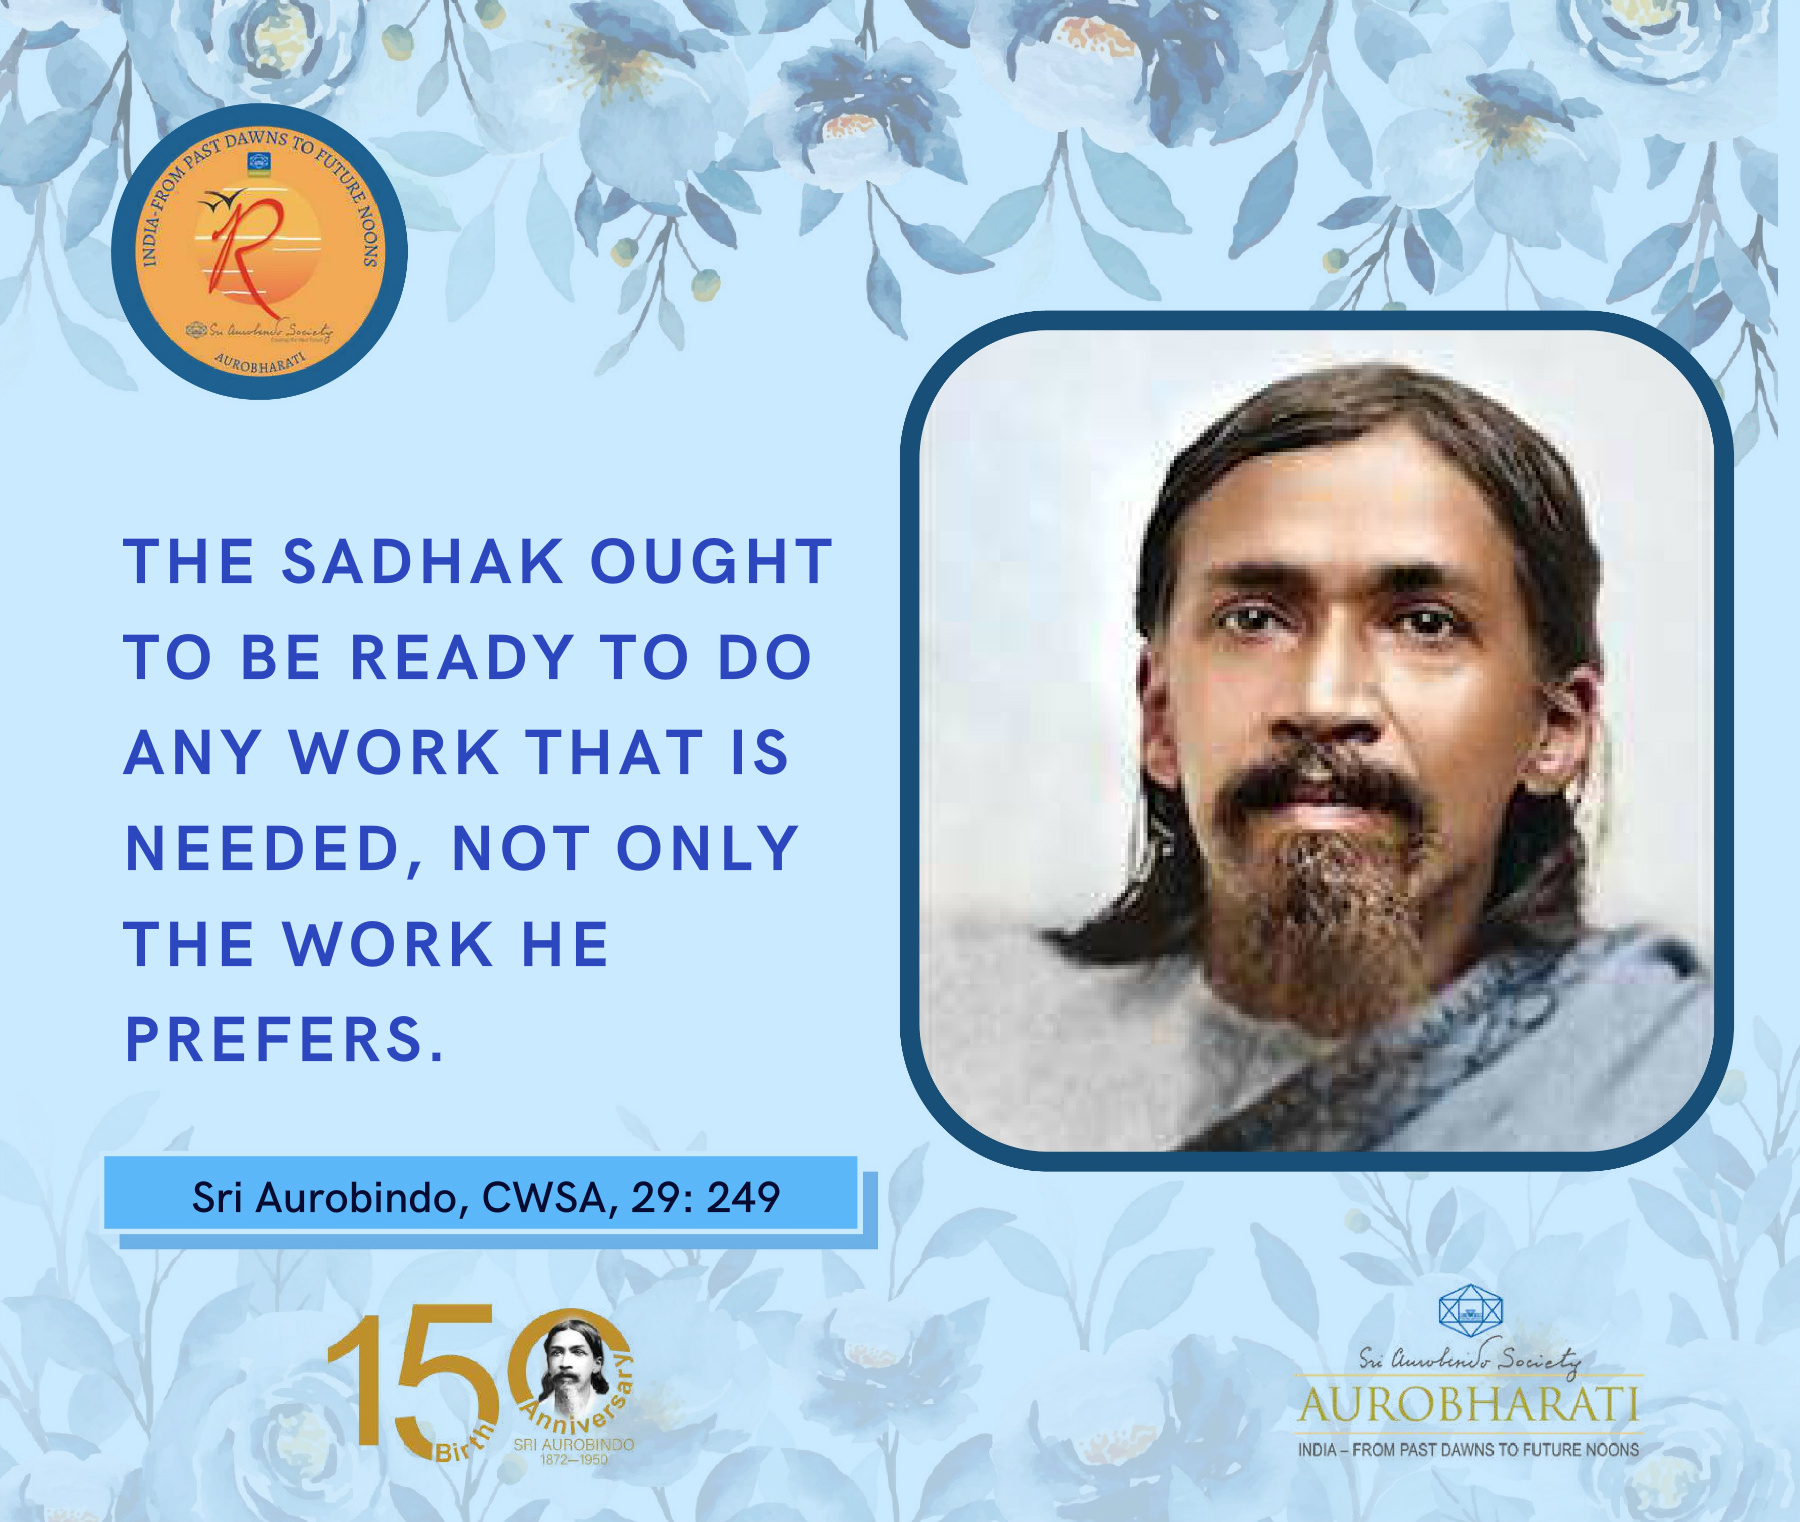 INDIA-FROM PAST DAWNS TO FUTURE NOONS
R
Sri Aurobindo Society
AUROBHARATI
THE SADHAK OUGHT
TO BE READY TO DO
ANY WORK THAT IS
NEEDED, NOT ONLY
THE WORK HE
PREFERS.
Sri Aurobindo, CWSA, 29: 249
150
Birth Anniversary
SRI AUROBINDO
1872–1950
Sri Aurobindo Society
AUROBHARATI
INDIA – FROM PAST DAWNS TO FUTURE NOONS